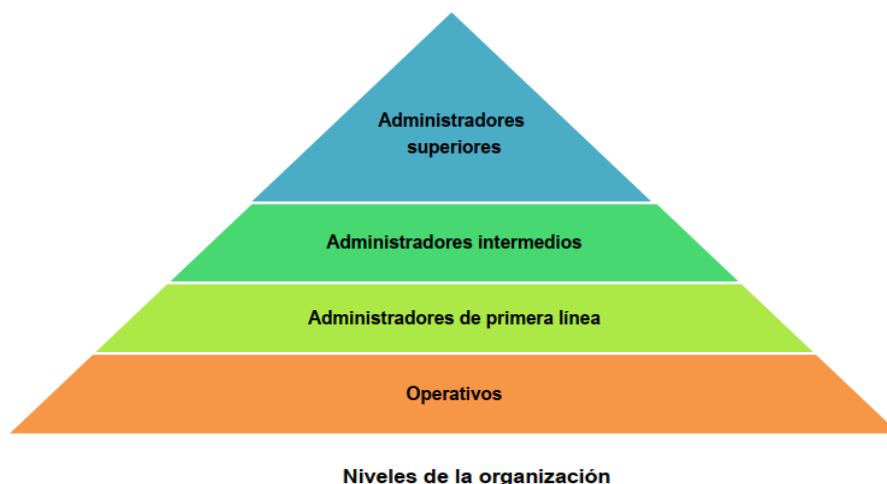 Administradores
superiores
Administradores intermedios
Administradores de primera línea
Operativos
Niveles de la organización